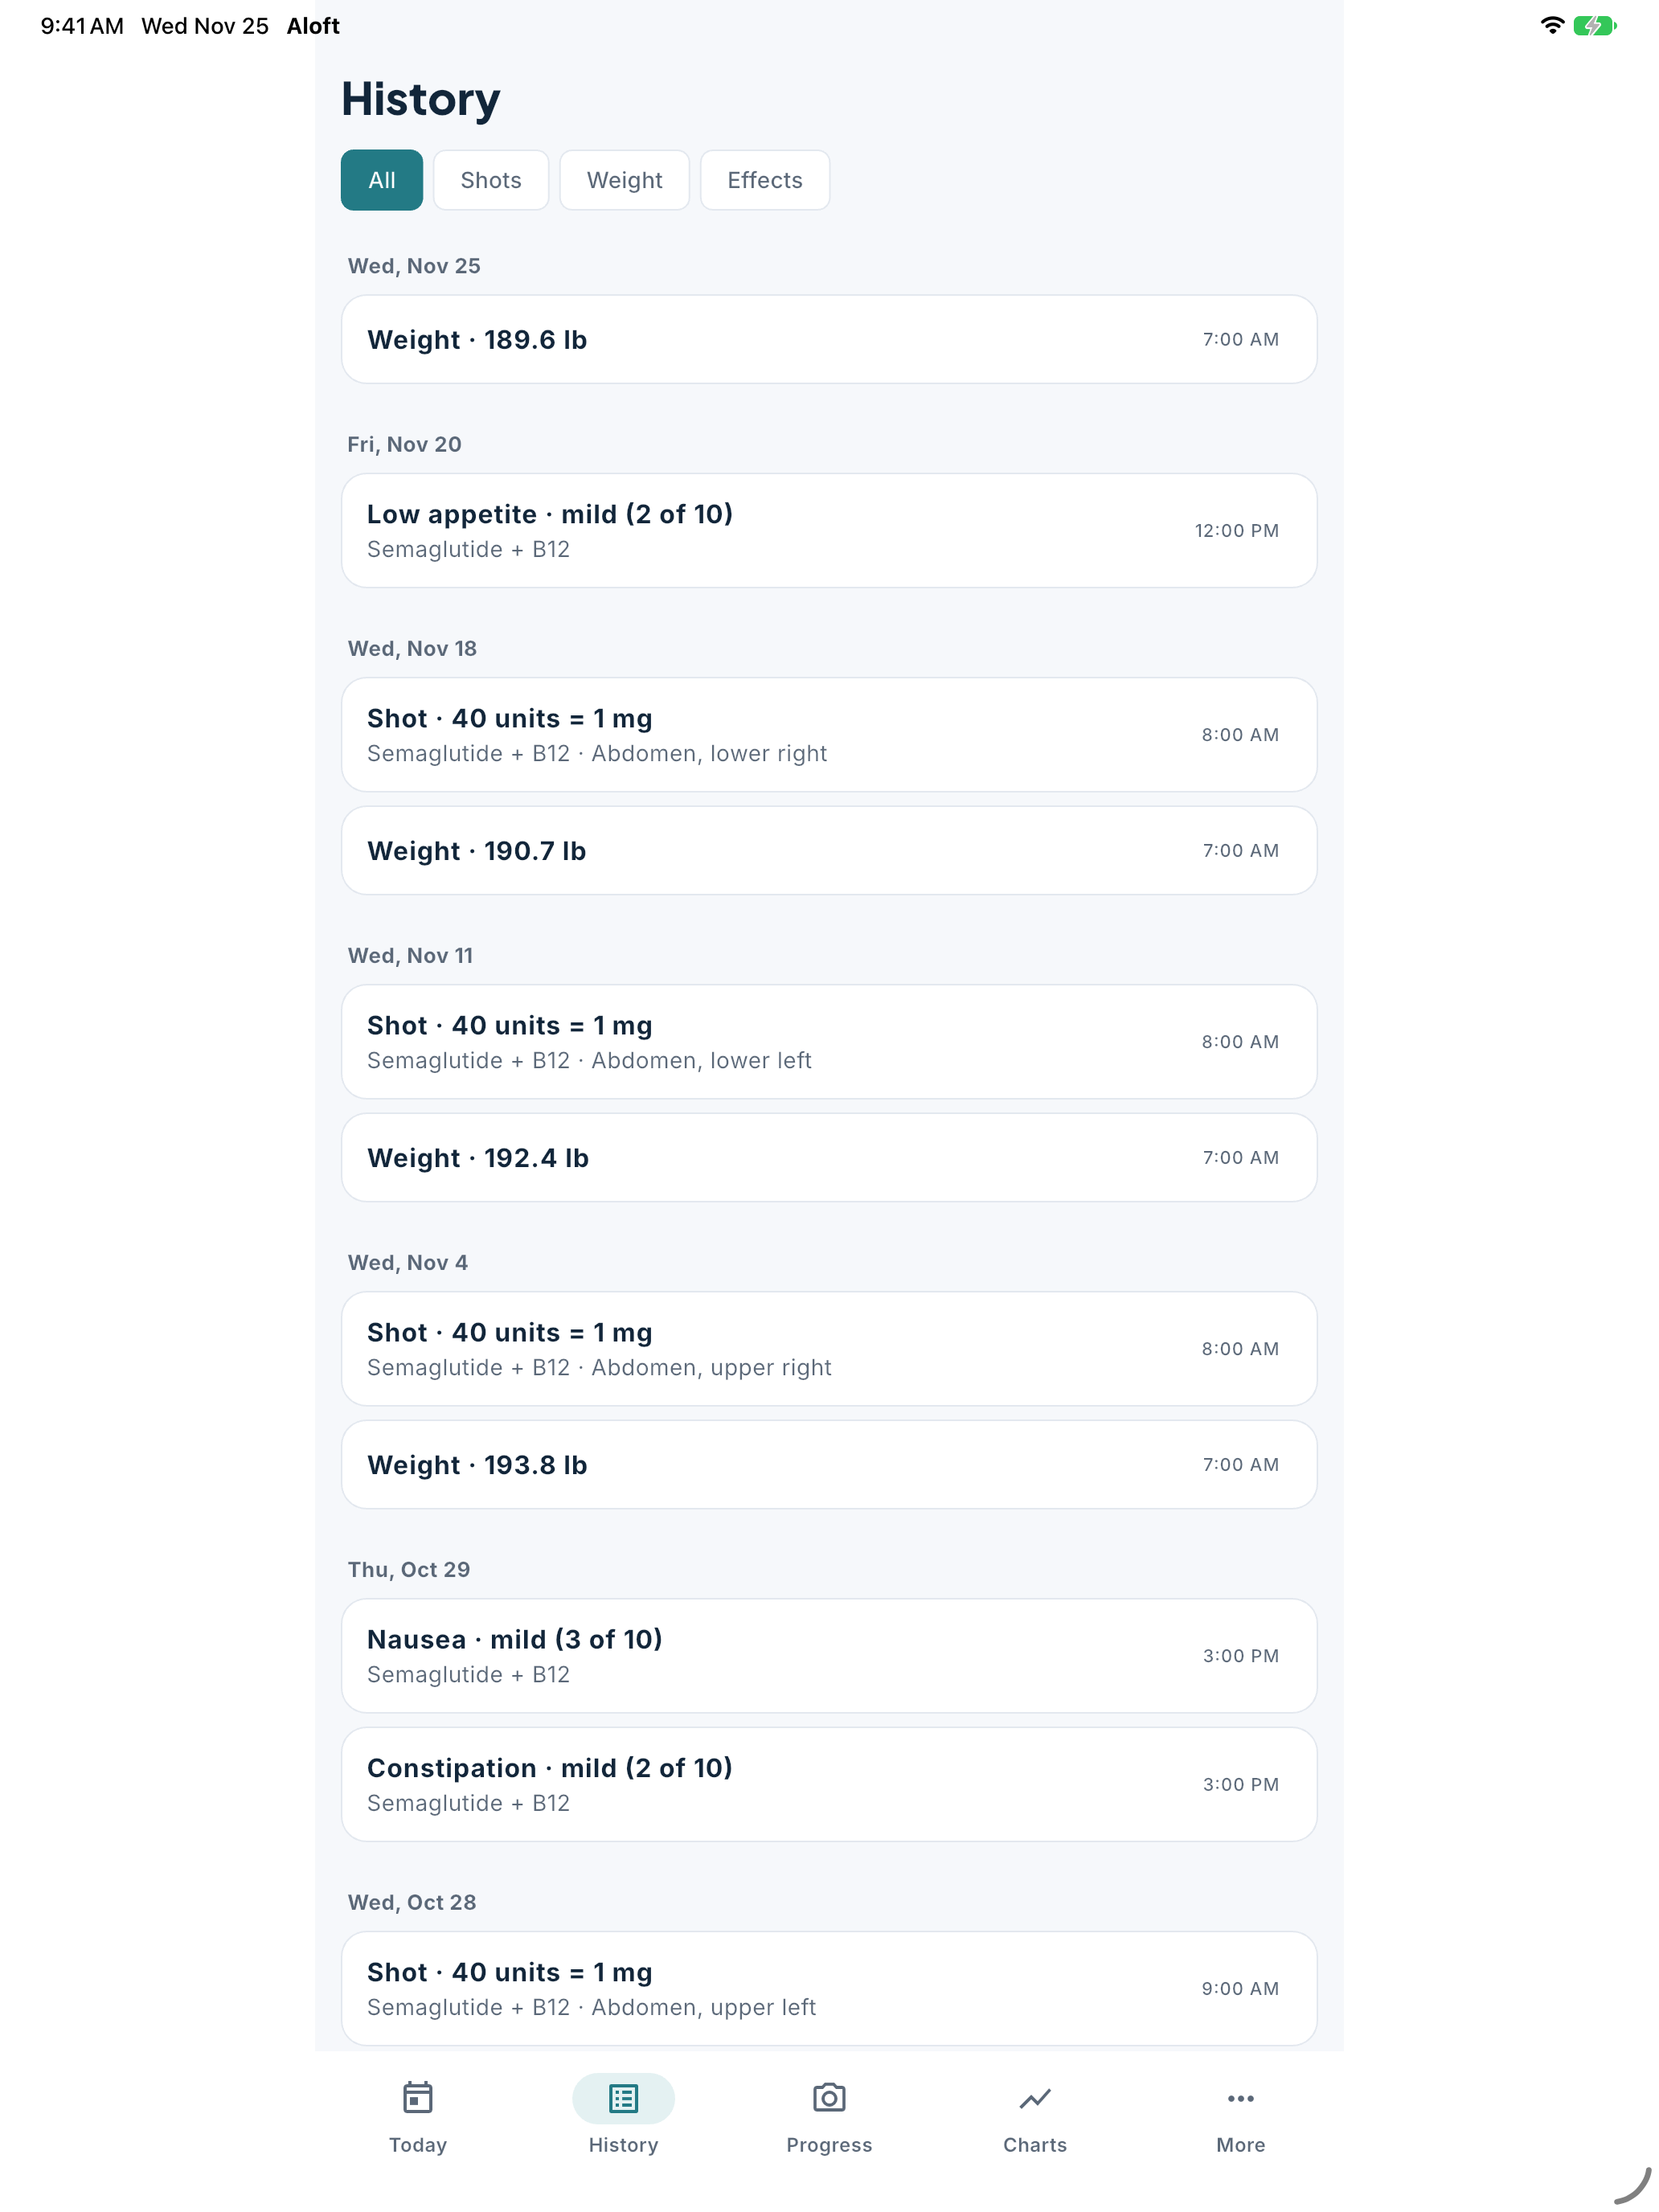 9:41 AM Wed Nov 25 Aloft
History
All Shots Weight Effects
Wed, Nov 25
Weight · 189.6 lb 7:00 AM
Fri, Nov 20
Low appetite · mild (2 of 10) 12:00 PM
Semaglutide + B12
Wed, Nov 18
Shot · 40 units = 1 mg 8:00 AM
Semaglutide + B12 · Abdomen, lower right
Weight · 190.7 lb 7:00 AM
Wed, Nov 11
Shot · 40 units = 1 mg 8:00 AM
Semaglutide + B12 · Abdomen, lower left
Weight · 192.4 lb 7:00 AM
Wed, Nov 4
Shot · 40 units = 1 mg 8:00 AM
Semaglutide + B12 · Abdomen, upper right
Weight · 193.8 lb 7:00 AM
Thu, Oct 29
Nausea · mild (3 of 10) 3:00 PM
Semaglutide + B12
Constipation · mild (2 of 10) 3:00 PM
Semaglutide + B12
Wed, Oct 28
Shot · 40 units = 1 mg 9:00 AM
Semaglutide + B12 · Abdomen, upper left
Today History Progress Charts More